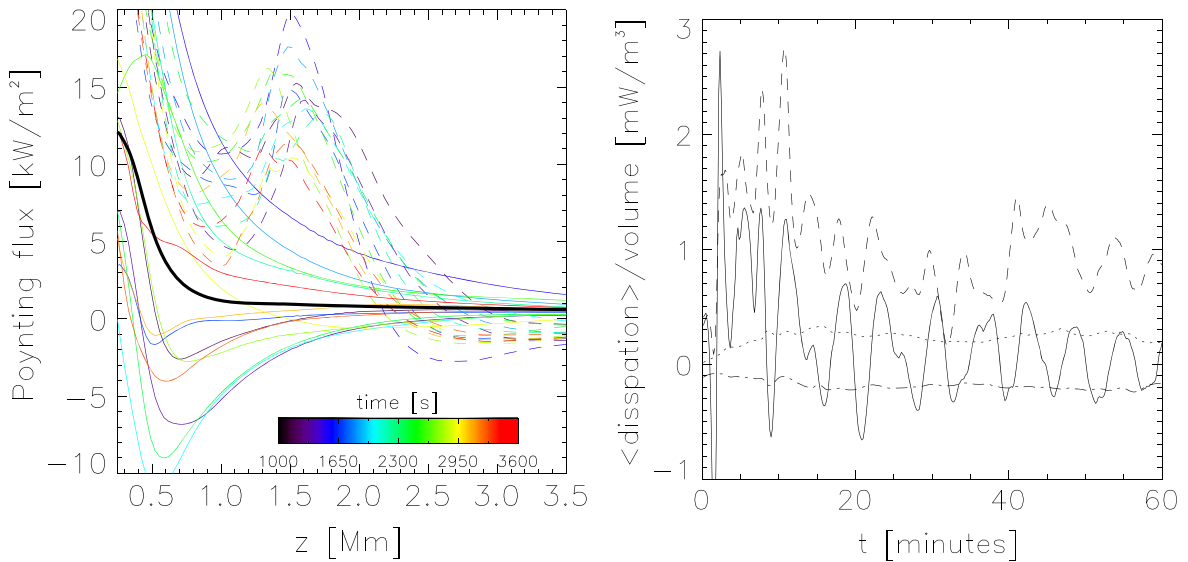 20
15
10
5
0
−5
−10
Poynting flux [kW/m²]
time [s]
1000 1650 2300 2950 3600
0.5 1.0 1.5 2.0 2.5 3.0 3.5
z [Mm]
3
2
1
0
−1
<disspation>/volume [mW/m³]
0 20 40 60
t [minutes]